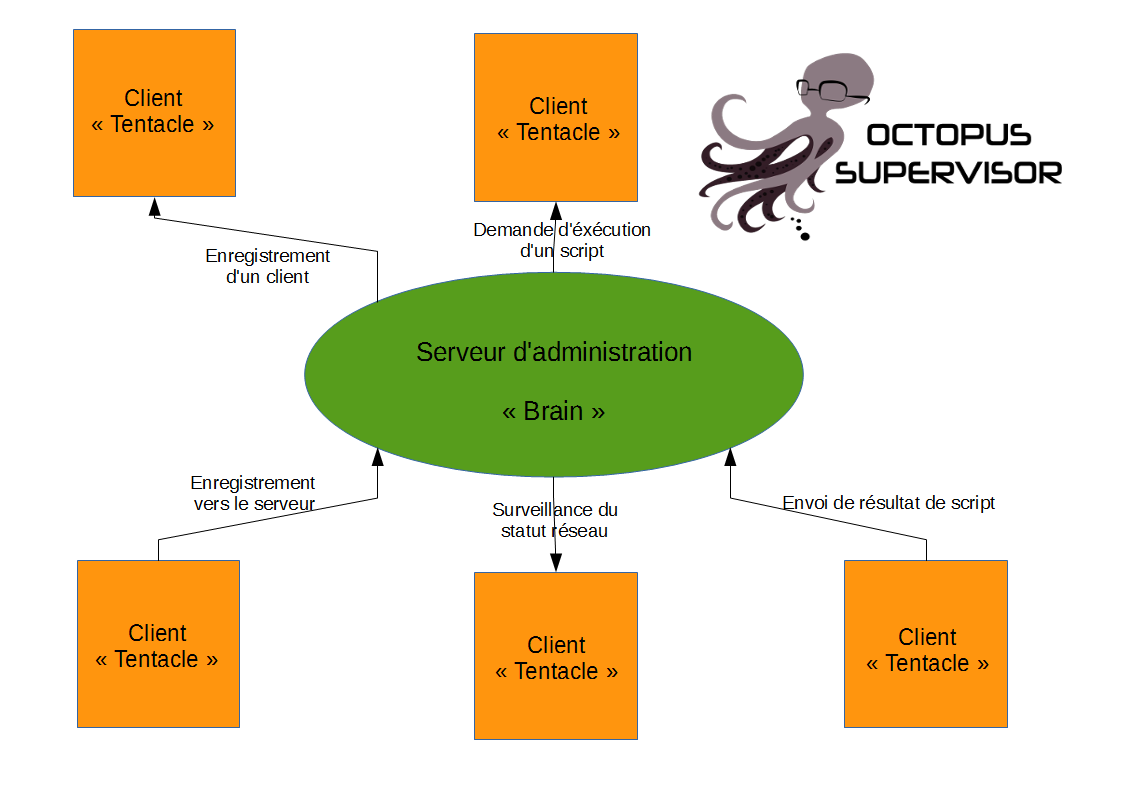 Client
« Tentacle »
Client
« Tentacle »
OCTOPUS
SUPERVISOR
Enregistrement
d'un client
Demande d'éxécution
d'un script
Serveur d'administration
« Brain »
Enregistrement
vers le serveur
Surveillance du
statut réseau
Envoi de résultat de script
Client
« Tentacle »
Client
« Tentacle »
Client
« Tentacle »